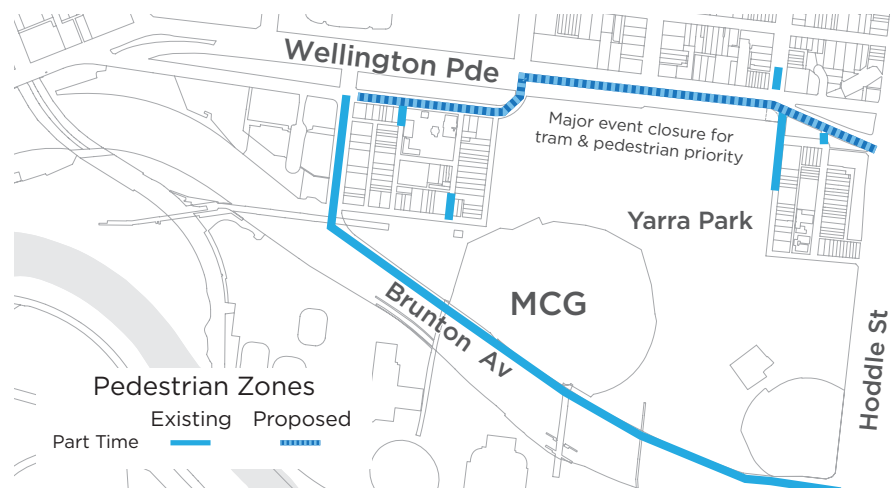 Wellington Pde
Major event closure for
tram & pedestrian priority
Yarra Park
MCG
Brunton Av
Hoddle St
Pedestrian Zones
Existing Proposed
Part Time